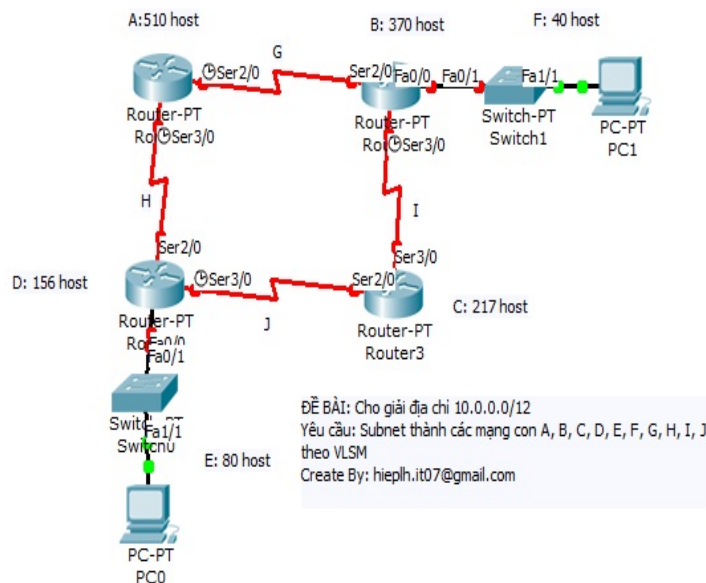 A:510 host
B: 370 host
F: 40 host
G
Ser2/0
Ser2/0
Fa0/0
Fa0/1
Fa1/1
Router-PT
Ser3/0
Router-PT
Ser3/0
Switch-PT
Switch1
PC-PT
PC1
H
I
Ser2/0
Ser3/0
D: 156 host
Ser3/0
Ser2/0
Router-PT
J
Router-PT
Router3
C: 217 host
Fa0/1
Fa1/1
E: 80 host
PC-PT
PC0
ĐỀ BÀI: Cho giải địa chỉ 10.0.0.0/12
Yêu cầu: Subnet thành các mạng con A, B, C, D, E, F, G, H, I, J
theo VLSM
Create By: hieplh.it07@gmail.com